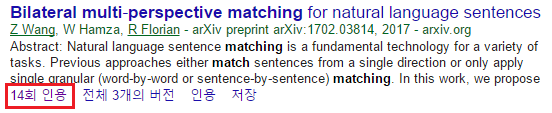 Bilateral multi-perspective matching for natural language sentences
Z Wang, W Hamza, R Florian - arXiv preprint arXiv:1702.03814, 2017 - arxiv.org
Abstract: Natural language sentence matching is a fundamental technology for a variety of
tasks. Previous approaches either match sentences from a single direction or only apply
single granular (word-by-word or sentence-by-sentence) matching. In this work, we propose
14회 인용 전체 3개의 버전 인용 저장